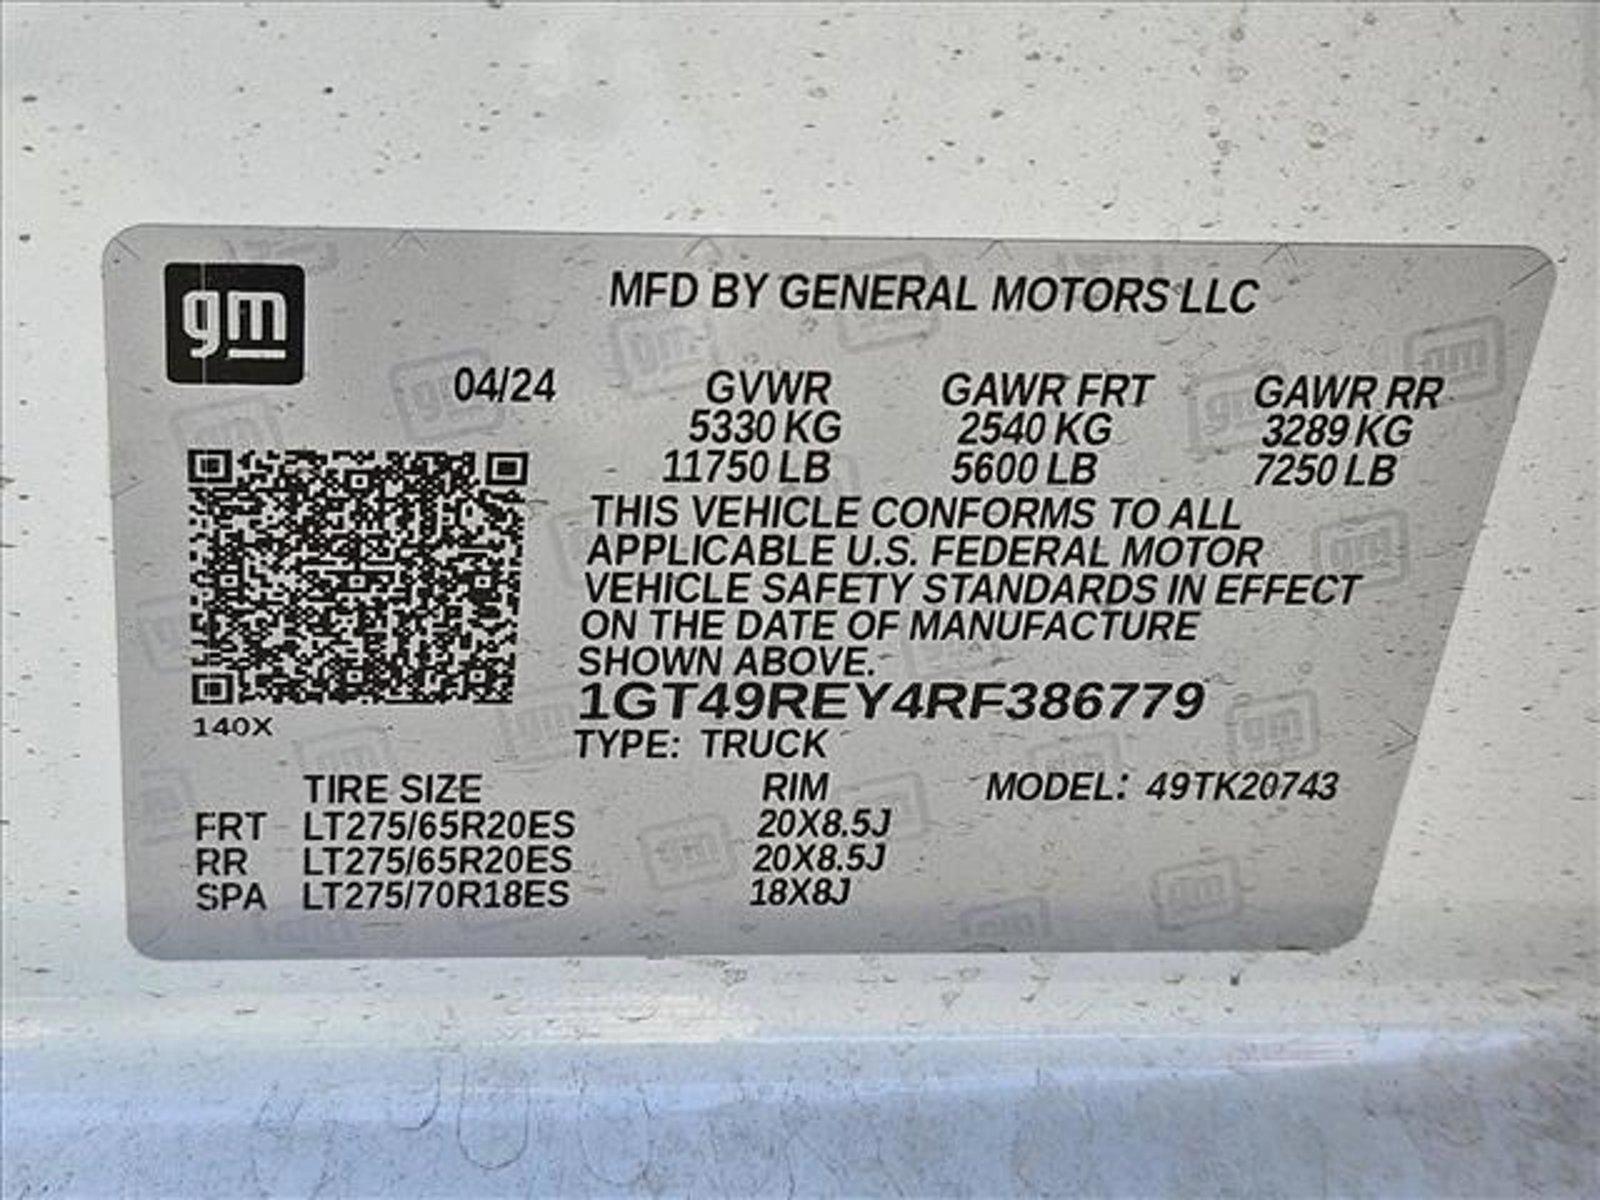 gm
MFD BY GENERAL MOTORS LLC
04/24 GVWR GAWR FRT GAWR RR
5330 KG 2540 KG 3289 KG
11750 LB 5600 LB 7250 LB
THIS VEHICLE CONFORMS TO ALL
APPLICABLE U.S. FEDERAL MOTOR
VEHICLE SAFETY STANDARDS IN EFFECT
ON THE DATE OF MANUFACTURE
SHOWN ABOVE.
1GT49REY4RF386779
140X
TYPE: TRUCK
TIRE SIZE RIM MODEL: 49TK20743
FRT LT275/65R20ES 20X8.5J
RR LT275/65R20ES 20X8.5J
SPA LT275/70R18ES 18X8J